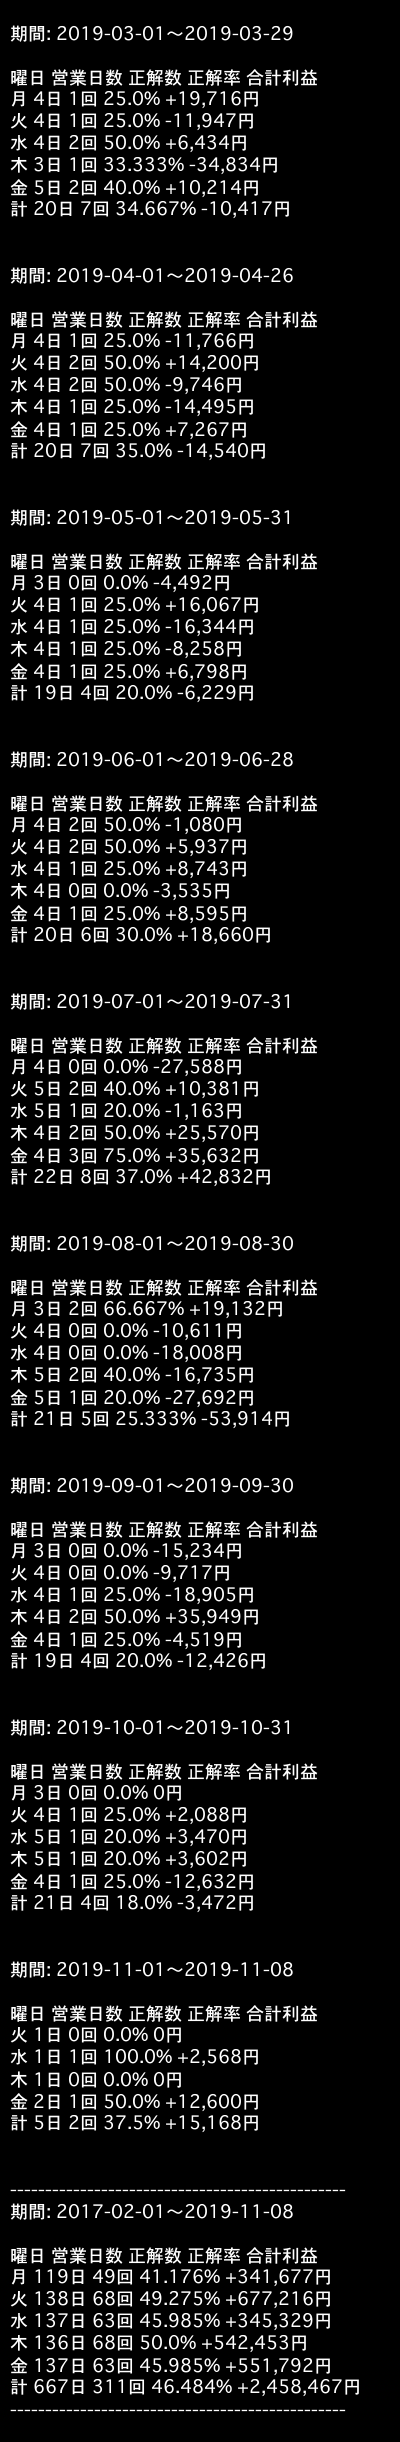 期間: 2019-03-01〜2019-03-29
曜日 営業日数 正解数 正解率 合計利益
月 4日 1回 25.0% +19,716円
火 4日 1回 25.0% -11,947円
水 4日 2回 50.0% +6,434円
木 3日 1回 33.333% -34,834円
金 5日 2回 40.0% +10,214円
計 20日 7回 34.667% -10,417円
期間: 2019-04-01〜2019-04-26
曜日 営業日数 正解数 正解率 合計利益
月 4日 1回 25.0% -11,766円
火 4日 2回 50.0% +14,200円
水 4日 2回 50.0% -9,746円
木 4日 1回 25.0% -14,495円
金 4日 1回 25.0% +7,267円
計 20日 7回 35.0% -14,540円
期間: 2019-05-01〜2019-05-31
曜日 営業日数 正解数 正解率 合計利益
月 3日 0回 0.0% -4,492円
火 4日 1回 25.0% +16,067円
水 4日 1回 25.0% -16,344円
木 4日 1回 25.0% -8,258円
金 4日 1回 25.0% +6,798円
計 19日 4回 20.0% -6,229円
期間: 2019-06-01〜2019-06-28
曜日 営業日数 正解数 正解率 合計利益
月 4日 2回 50.0% -1,080円
火 4日 2回 50.0% +5,937円
水 4日 1回 25.0% +8,743円
木 4日 0回 0.0% -3,535円
金 4日 1回 25.0% +8,595円
計 20日 6回 30.0% +18,660円
期間: 2019-07-01〜2019-07-31
曜日 営業日数 正解数 正解率 合計利益
月 4日 0回 0.0% -27,588円
火 5日 2回 40.0% +10,381円
水 5日 1回 20.0% -1,163円
木 4日 2回 50.0% +25,570円
金 4日 3回 75.0% +35,632円
計 22日 8回 37.0% +42,832円
期間: 2019-08-01〜2019-08-30
曜日 営業日数 正解数 正解率 合計利益
月 3日 2回 66.667% +19,132円
火 4日 0回 0.0% -10,611円
水 4日 0回 0.0% -18,008円
木 5日 2回 40.0% -16,735円
金 5日 1回 20.0% -27,692円
計 21日 5回 25.333% -53,914円
期間: 2019-09-01〜2019-09-30
曜日 営業日数 正解数 正解率 合計利益
月 3日 0回 0.0% -15,234円
火 4日 0回 0.0% -9,717円
水 4日 1回 25.0% -18,905円
木 4日 2回 50.0% +35,949円
金 4日 1回 25.0% -4,519円
計 19日 4回 20.0% -12,426円
期間: 2019-10-01〜2019-10-31
曜日 営業日数 正解数 正解率 合計利益
月 3日 0回 0.0% 0円
火 4日 1回 25.0% +2,088円
水 5日 1回 20.0% +3,470円
木 5日 1回 20.0% +3,602円
金 4日 1回 25.0% -12,632円
計 21日 4回 18.0% -3,472円
期間: 2019-11-01〜2019-11-08
曜日 営業日数 正解数 正解率 合計利益
火 1日 0回 0.0% 0円
水 1日 1回 100.0% +2,568円
木 1日 0回 0.0% 0円
金 2日 1回 50.0% +12,600円
計 5日 2回 37.5% +15,168円
------------------------------------------------
期間: 2017-02-01〜2019-11-08
曜日 営業日数 正解数 正解率 合計利益
月 119日 49回 41.176% +341,677円
火 138日 68回 49.275% +677,216円
水 137日 63回 45.985% +345,329円
木 136日 68回 50.0% +542,453円
金 137日 63回 45.985% +551,792円
計 667日 311回 46.484% +2,458,467円
------------------------------------------------